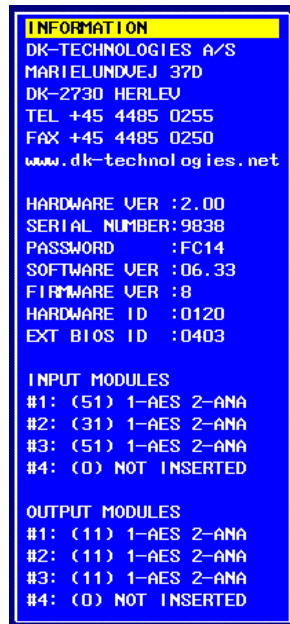 INFORMATION
DK-TECHNOLOGIES A/S
MARIELUNDVEJ 37D
DK-2730 HERLEV
TEL +45 4485 0255
FAX +45 4485 0250
www.dk-technologies.net
HARDWARE VER :2.00
SERIAL NUMBER:9838
PASSWORD :FC14
SOFTWARE VER :06.33
FIRMWARE VER :8
HARDWARE ID :0120
EXT BIOS ID :0403
INPUT MODULES
#1: (51) 1-AES 2-ANA
#2: (31) 1-AES 2-ANA
#3: (51) 1-AES 2-ANA
#4: (0) NOT INSERTED
OUTPUT MODULES
#1: (11) 1-AES 2-ANA
#2: (11) 1-AES 2-ANA
#3: (11) 1-AES 2-ANA
#4: (0) NOT INSERTED